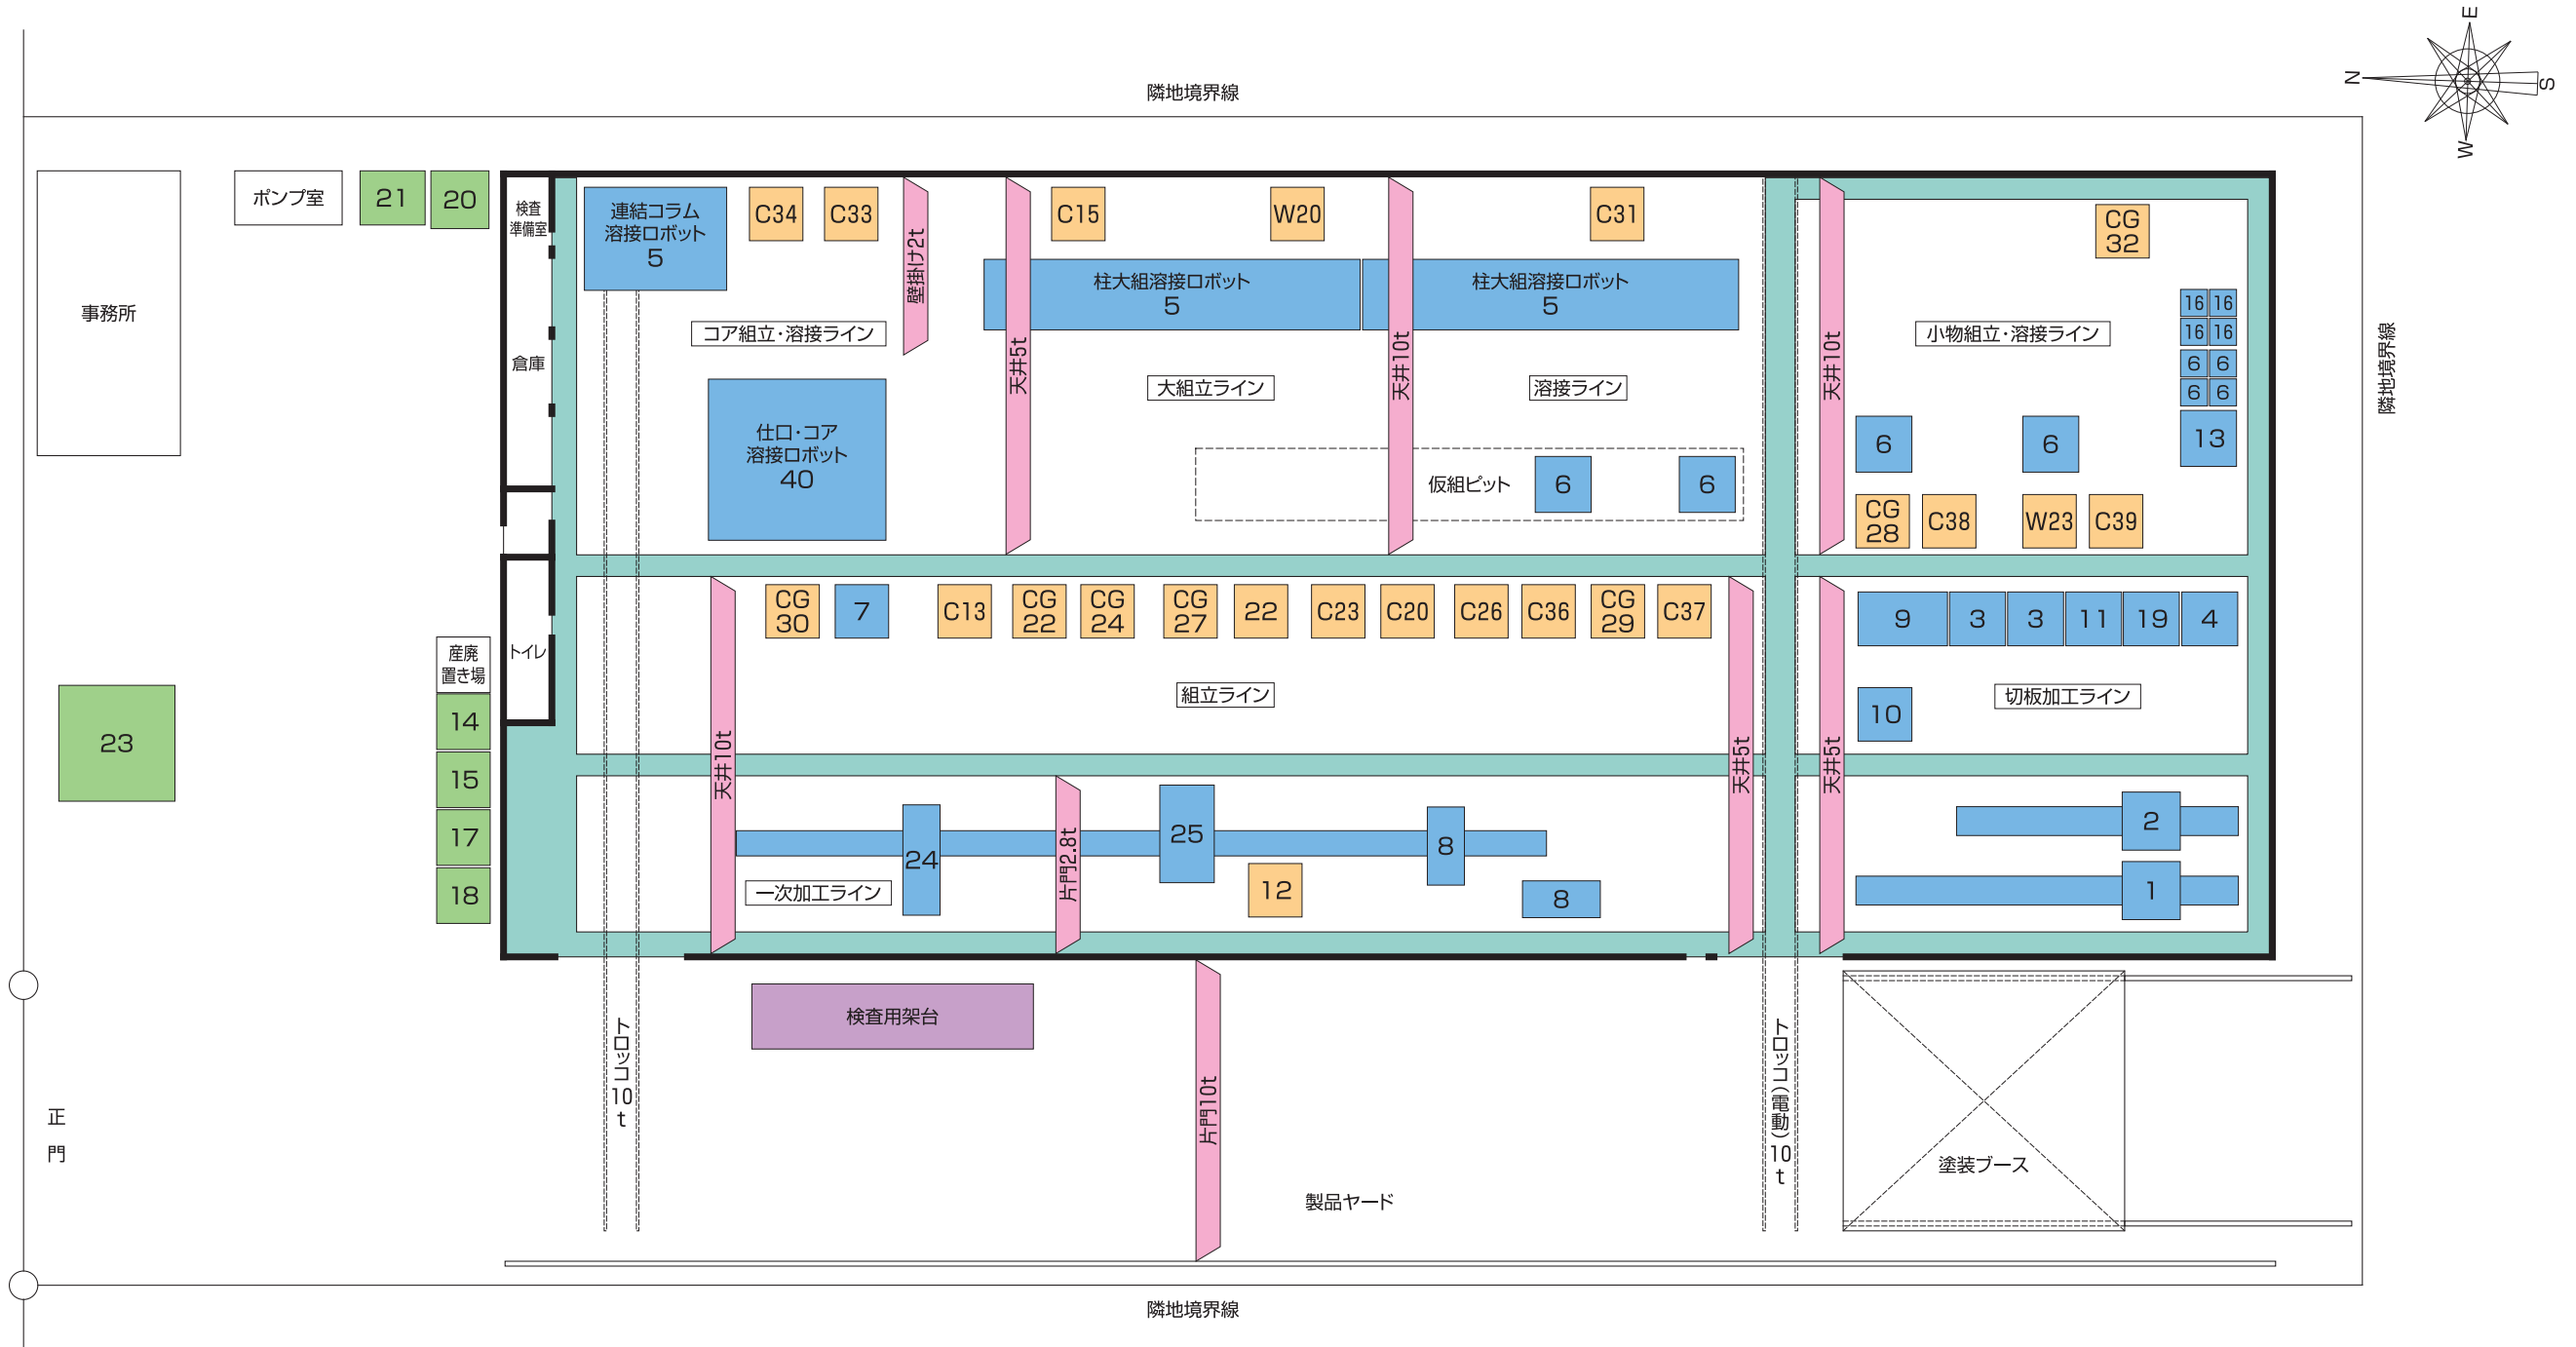 E
N
S
W
隣地境界線
事務所
ポンプ室
21
20
検査
準備室
倉庫
連結コラム
溶接ロボット
5
C34
C33
壁掛け2t
コア組立・溶接ライン
仕口・コア
溶接ロボット
40
天井5t
C15
W20
柱大組溶接ロボット
5
大組立ライン
天井10t
C31
柱大組溶接ロボット
5
溶接ライン
仮組ピット
6
6
天井10t
CG
32
小物組立・溶接ライン
16
16
16
16
6
6
6
6
13
6
6
CG
28
C38
W23
C39
隣地境界線
トイレ
産廃
置き場
14
15
17
18
23
天井10t
CG
30
7
C13
CG
22
CG
24
CG
27
22
C23
C20
C26
C36
CG
29
C37
組立ライン
天井5t
天井5t
9
3
3
11
19
4
10
切板加工ライン
一次加工ライン
24
片門2.8t
25
12
8
8
2
1
検査用架台
トロッコ10t
片門10t
製品ヤード
トロッコ(電動)10t
塗装ブース
正門
隣地境界線